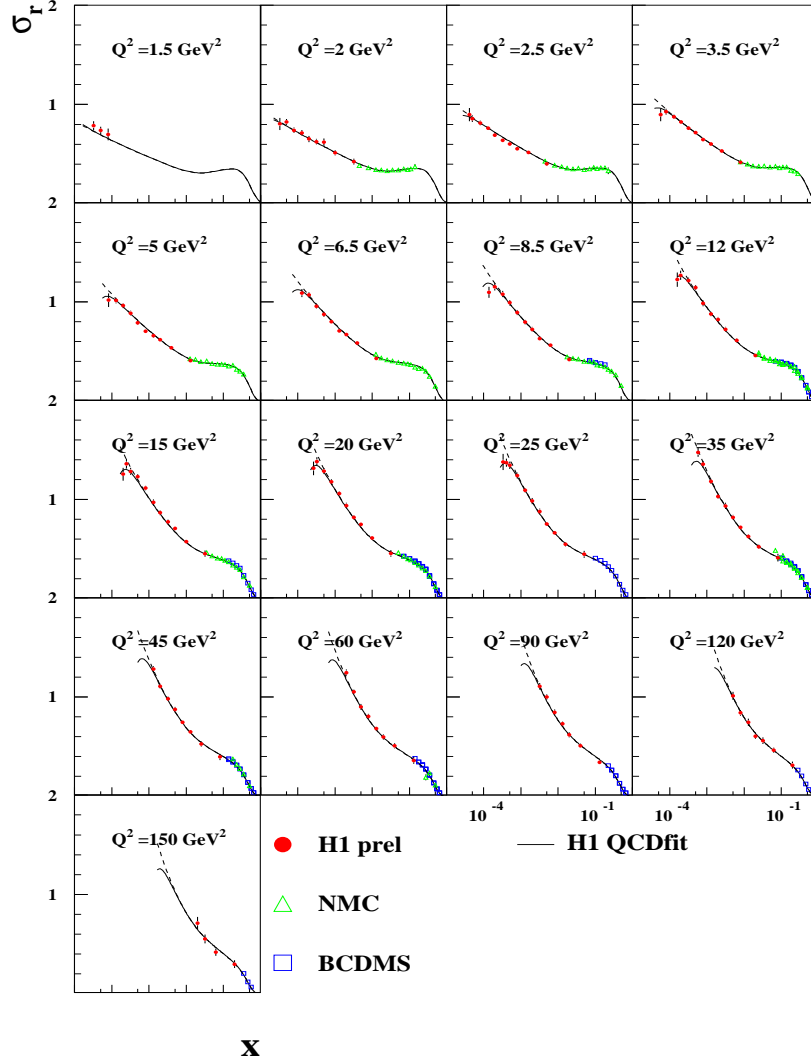 σr
2
Q2 =1.5 GeV2
Q2 =2 GeV2
Q2 =2.5 GeV2
Q2 =3.5 GeV2
1
2
Q2 =5 GeV2
Q2 =6.5 GeV2
Q2 =8.5 GeV2
Q2 =12 GeV2
1
2
Q2 =15 GeV2
Q2 =20 GeV2
Q2 =25 GeV2
Q2 =35 GeV2
1
2
Q2 =45 GeV2
Q2 =60 GeV2
Q2 =90 GeV2
Q2 =120 GeV2
1
2
10-4
10-1
10-4
10-1
Q2 =150 GeV2
H1 prel
H1 QCDfit
1
NMC
BCDMS
x